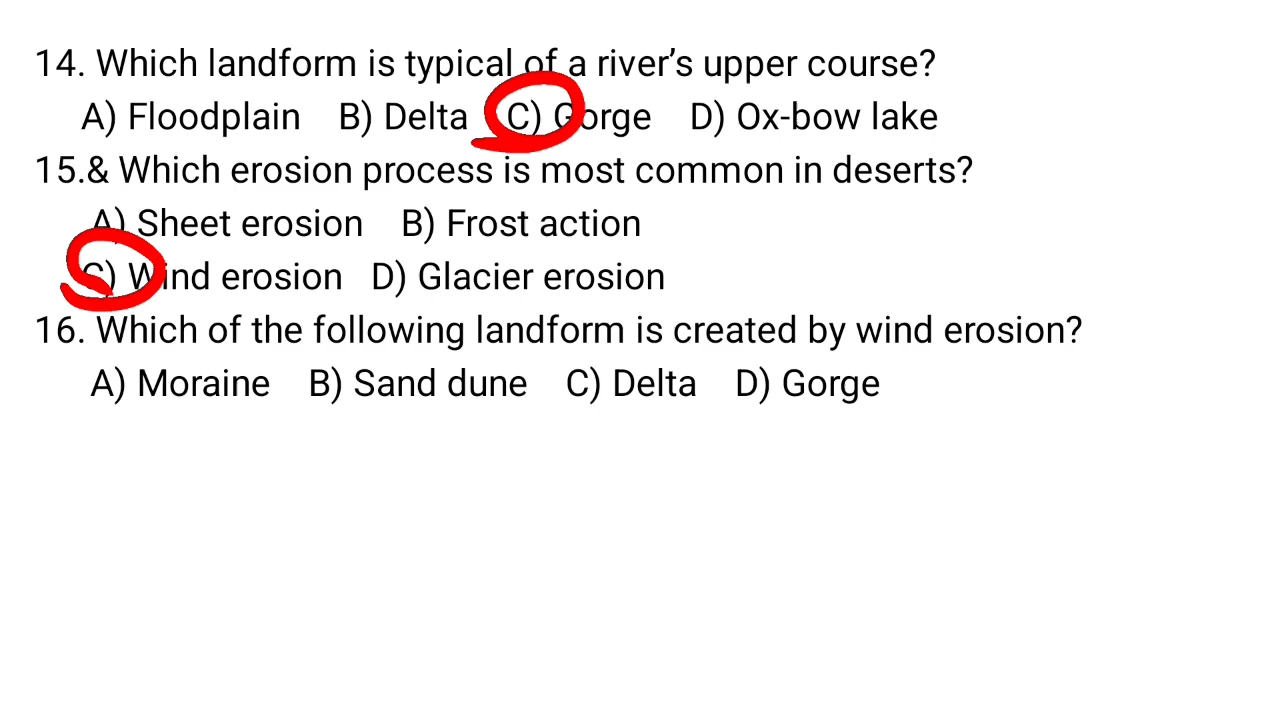 14. Which landform is typical of a river’s upper course?
A) Floodplain B) Delta C) Gorge D) Ox-bow lake
15.& Which erosion process is most common in deserts?
A) Sheet erosion B) Frost action
C) Wind erosion D) Glacier erosion
16. Which of the following landform is created by wind erosion?
A) Moraine B) Sand dune C) Delta D) Gorge